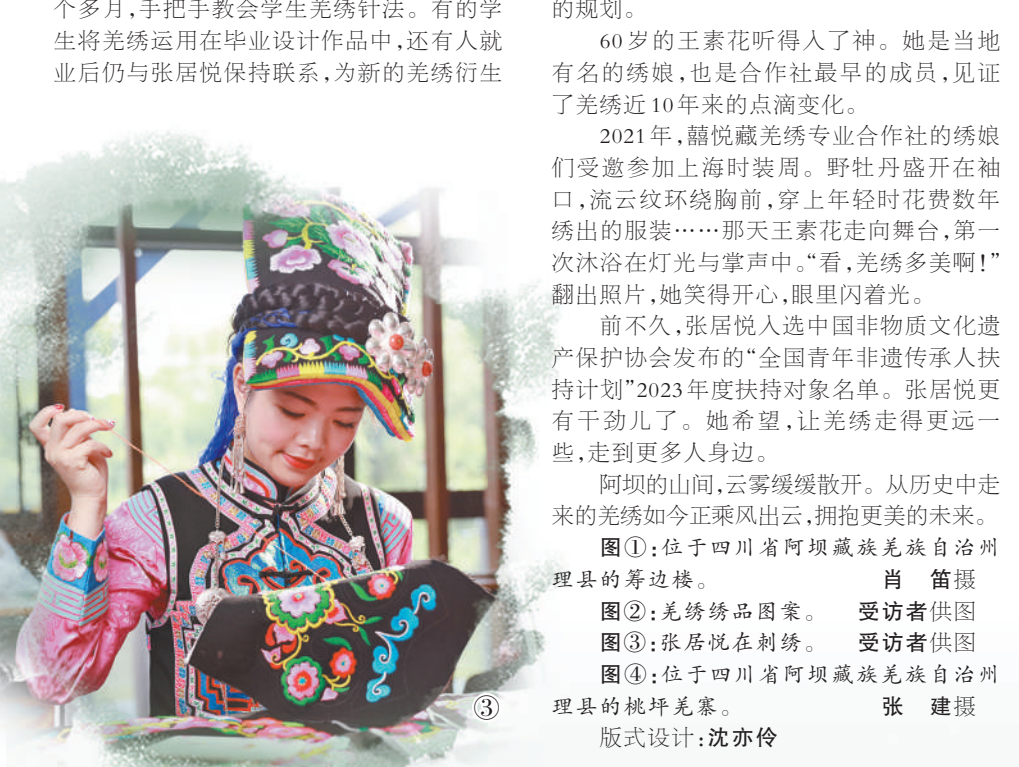 个多月,手把手教会学生羌绣针法。有的学
生将羌绣运用在毕业设计作品中,还有人就
业后仍与张居悦保持联系,为新的羌绣衍生
③
的规划。
60岁的王素花听得入了神。她是当地
有名的绣娘,也是合作社最早的成员,见证
了羌绣近10年来的点滴变化。
2021年,囍悦藏羌绣专业合作社的绣娘
们受邀参加上海时装周。野牡丹盛开在袖
口,流云纹环绕胸前,穿上年轻时花费数年
绣出的服装……那天王素花走向舞台,第一
次沐浴在灯光与掌声中。“看,羌绣多美啊!”
翻出照片,她笑得开心,眼里闪着光。
前不久,张居悦入选中国非物质文化遗
产保护协会发布的“全国青年非遗传承人扶
持计划”2023年度扶持对象名单。张居悦更
有干劲儿了。她希望,让羌绣走得更远一
些,走到更多人身边。
阿坝的山间,云雾缓缓散开。从历史中走
来的羌绣如今正乘风出云,拥抱更美的未来。
图①:位于四川省阿坝藏族羌族自治州
理县的筹边楼。 肖 笛摄
图②:羌绣绣品图案。 受访者供图
图③:张居悦在刺绣。 受访者供图
图④:位于四川省阿坝藏族羌族自治州
理县的桃坪羌寨。 张 建摄
版式设计:沈亦伶